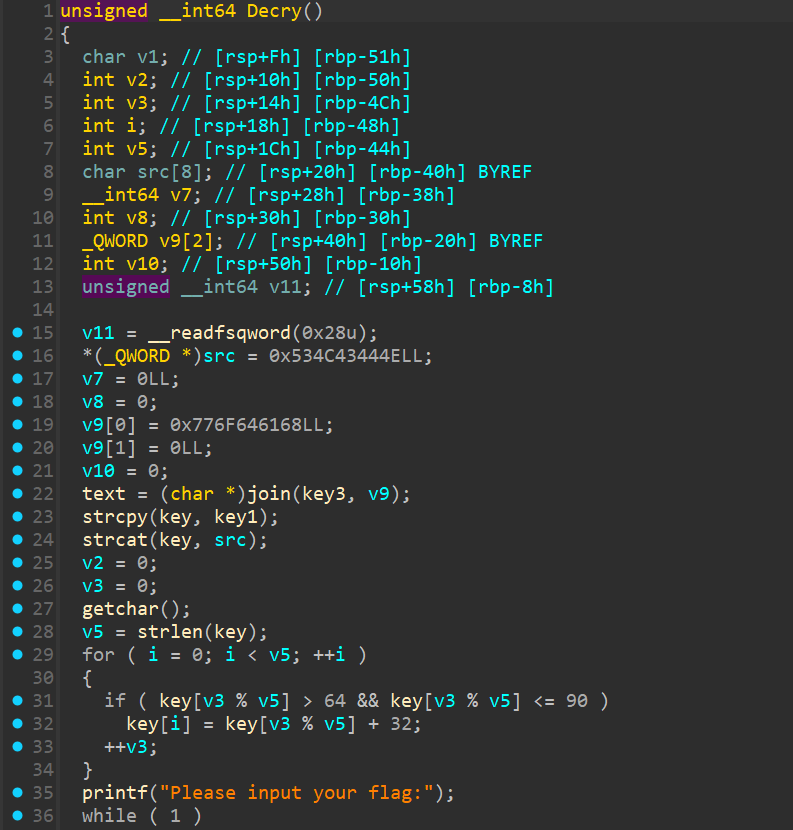 1 unsigned __int64 Decry()
2 {
3 char v1; // [rsp+Fh] [rbp-51h]
4 int v2; // [rsp+10h] [rbp-50h]
5 int v3; // [rsp+14h] [rbp-4Ch]
6 int i; // [rsp+18h] [rbp-48h]
7 int v5; // [rsp+1Ch] [rbp-44h]
8 char src[8]; // [rsp+20h] [rbp-40h] BYREF
9 __int64 v7; // [rsp+28h] [rbp-38h]
10 int v8; // [rsp+30h] [rbp-30h]
11 _QWORD v9[2]; // [rsp+40h] [rbp-20h] BYREF
12 int v10; // [rsp+50h] [rbp-10h]
13 unsigned __int64 v11; // [rsp+58h] [rbp-8h]
14
15 v11 = __readfsqword(0x28u);
16 *(_QWORD *)src = 0x534C43444ELL;
17 v7 = 0LL;
18 v8 = 0;
19 v9[0] = 0x776F646168LL;
20 v9[1] = 0LL;
21 v10 = 0;
22 text = (char *)join(key3, v9);
23 strcpy(key, key1);
24 strcat(key, src);
25 v2 = 0;
26 v3 = 0;
27 getchar();
28 v5 = strlen(key);
29 for ( i = 0; i < v5; ++i )
30 {
31 if ( key[v3 % v5] > 64 && key[v3 % v5] <= 90 )
32 key[i] = key[v3 % v5] + 32;
33 ++v3;
34 }
35 printf("Please input your flag:");
36 while ( 1 )